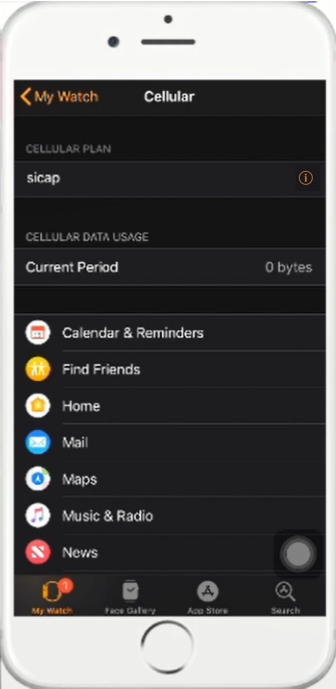 My Watch
Cellular
CELLULAR PLAN
sicap
CELLULAR DATA USAGE
Current Period
0 bytes
Calendar & Reminders
Find Friends
Home
Mail
Maps
Music & Radio
News
1
My Watch
Face Gallery
App Store
Search